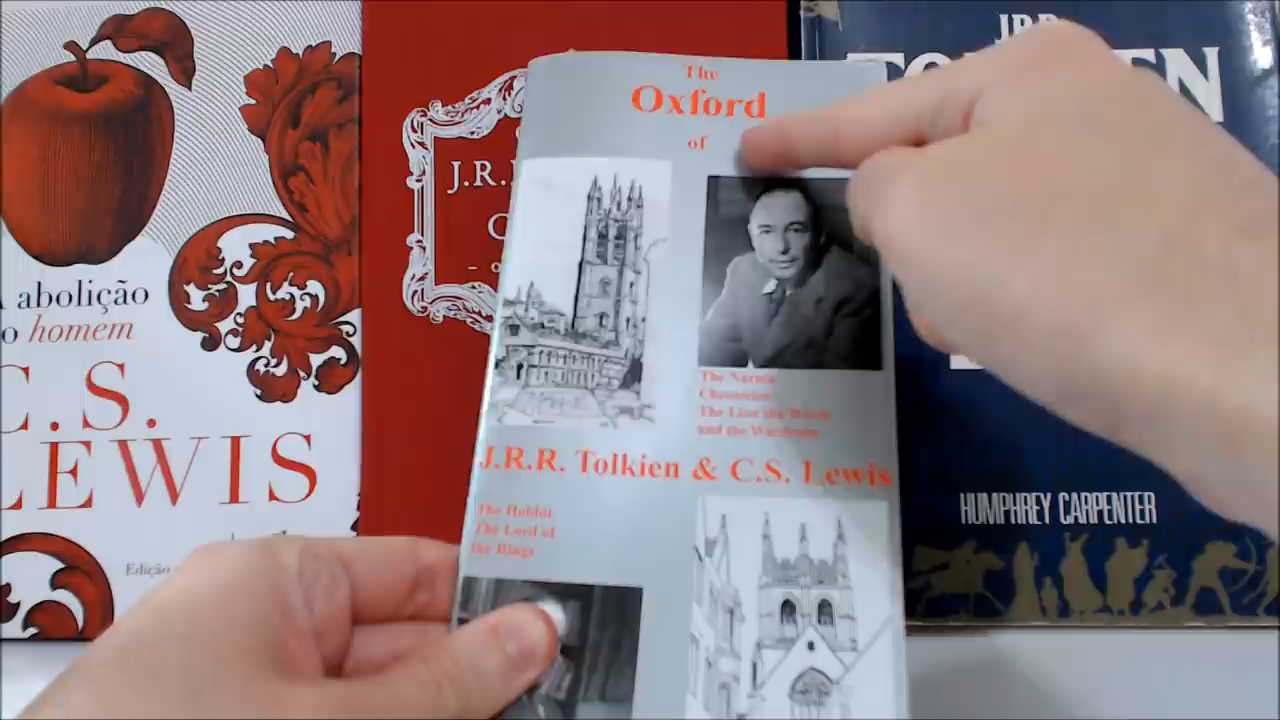 abolição
o homem
C.S.
LEWIS
Edição
J.R.
The
Oxford
of
The Narnia
Chronicles
The Lion the Witch
and the Wardrobe
J.R.R. Tolkien & C.S. Lewis
The Hobbit
The Lord of
the Rings
HUMPHREY CARPENTER